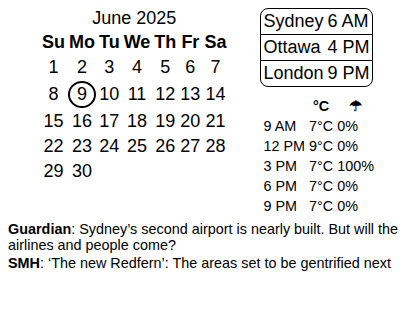 June 2025
Su Mo Tu We Th Fr Sa
1 2 3 4 5 6 7
8 9 10 11 12 13 14
15 16 17 18 19 20 21
22 23 24 25 26 27 28
29 30
Sydney 6 AM
Ottawa 4 PM
London 9 PM
°C ☂
9 AM 7°C 0%
12 PM 9°C 0%
3 PM 7°C 100%
6 PM 7°C 0%
9 PM 7°C 0%
Guardian: Sydney’s second airport is nearly built. But will the
airlines and people come?
SMH: ‘The new Redfern’: The areas set to be gentrified next